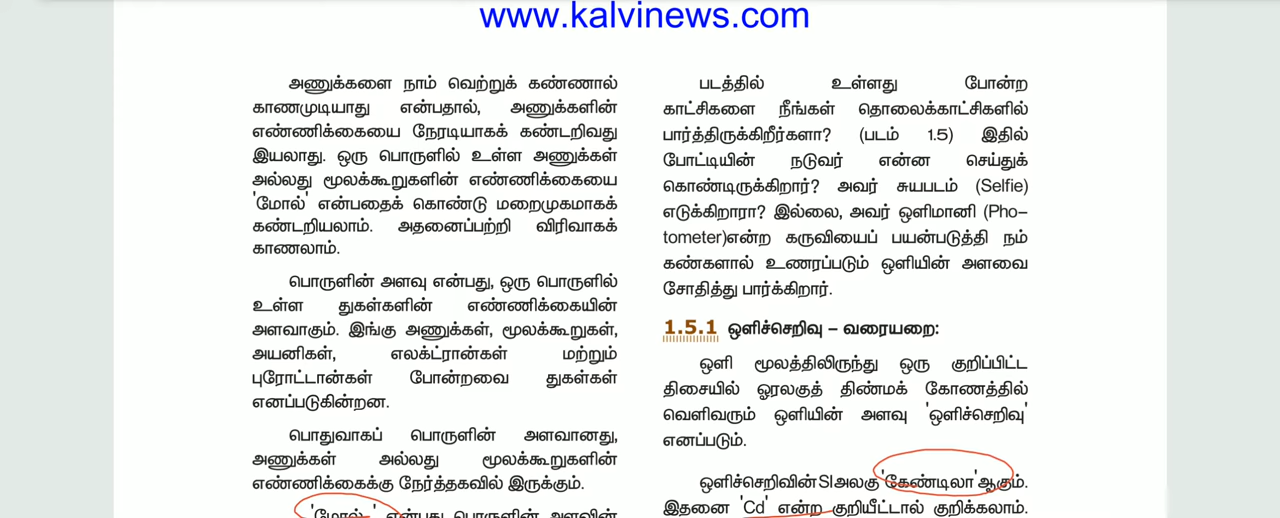 www.kalvinews.com
அணுக்களை நாம் வெற்றுக் கண்ணால்
காணமுடியாது என்பதால், அணுக்களின்
எண்ணிக்கையை நேரடியாகக் கண்டறிவது
இயலாது. ஒரு பொருளில் உள்ள அணுக்கள்
அல்லது மூலக்கூறுகளின் எண்ணிக்கையை
'மோல்' என்பதைக் கொண்டு மறைமுகமாகக்
கண்டறியலாம். அதனைப்பற்றி விரிவாகக்
காணலாம்.
பொருளின் அளவு என்பது, ஒரு பொருளில்
உள்ள துகள்களின் எண்ணிக்கையின்
அளவாகும். இங்கு அணுக்கள், மூலக்கூறுகள்,
அயனிகள், எலக்ட்ரான்கள் மற்றும்
புரோட்டான்கள் போன்றவை துகள்கள்
எனப்படுகின்றன.
பொதுவாகப் பொருளின் அளவானது,
அணுக்கள் அல்லது மூலக்கூறுகளின்
எண்ணிக்கைக்கு நேர்த்தகவில் இருக்கும்.
'மோல் ' என்பது பொருளின் அளவின்
படத்தில் உள்ளது போன்ற
காட்சிகளை நீங்கள் தொலைக்காட்சிகளில்
பார்த்திருக்கிறீர்களா? (படம் 1.5) இதில்
போட்டியின் நடுவர் என்ன செய்துக்
கொண்டிருக்கிறார்? அவர் சுயபடம் (Selfie)
எடுக்கிறாரா? இல்லை, அவர் ஒளிமானி (Pho-
tometer)என்ற கருவியைப் பயன்படுத்தி நம்
கண்களால் உணரப்படும் ஒளியின் அளவை
சோதித்து பார்க்கிறார்.
1.5.1 ஒளிச்செறிவு – வரையறை:
ஒளி மூலத்திலிருந்து ஒரு குறிப்பிட்ட
திசையில் ஓரலகுத் திண்மக் கோணத்தில்
வெளிவரும் ஒளியின் அளவு 'ஒளிச்செறிவு'
எனப்படும்.
ஒளிச்செறிவின் SI அலகு 'கேண்டிலா' ஆகும்.
இதனை 'Cd' என்ற குறியீட்டால் குறிக்கலாம்.